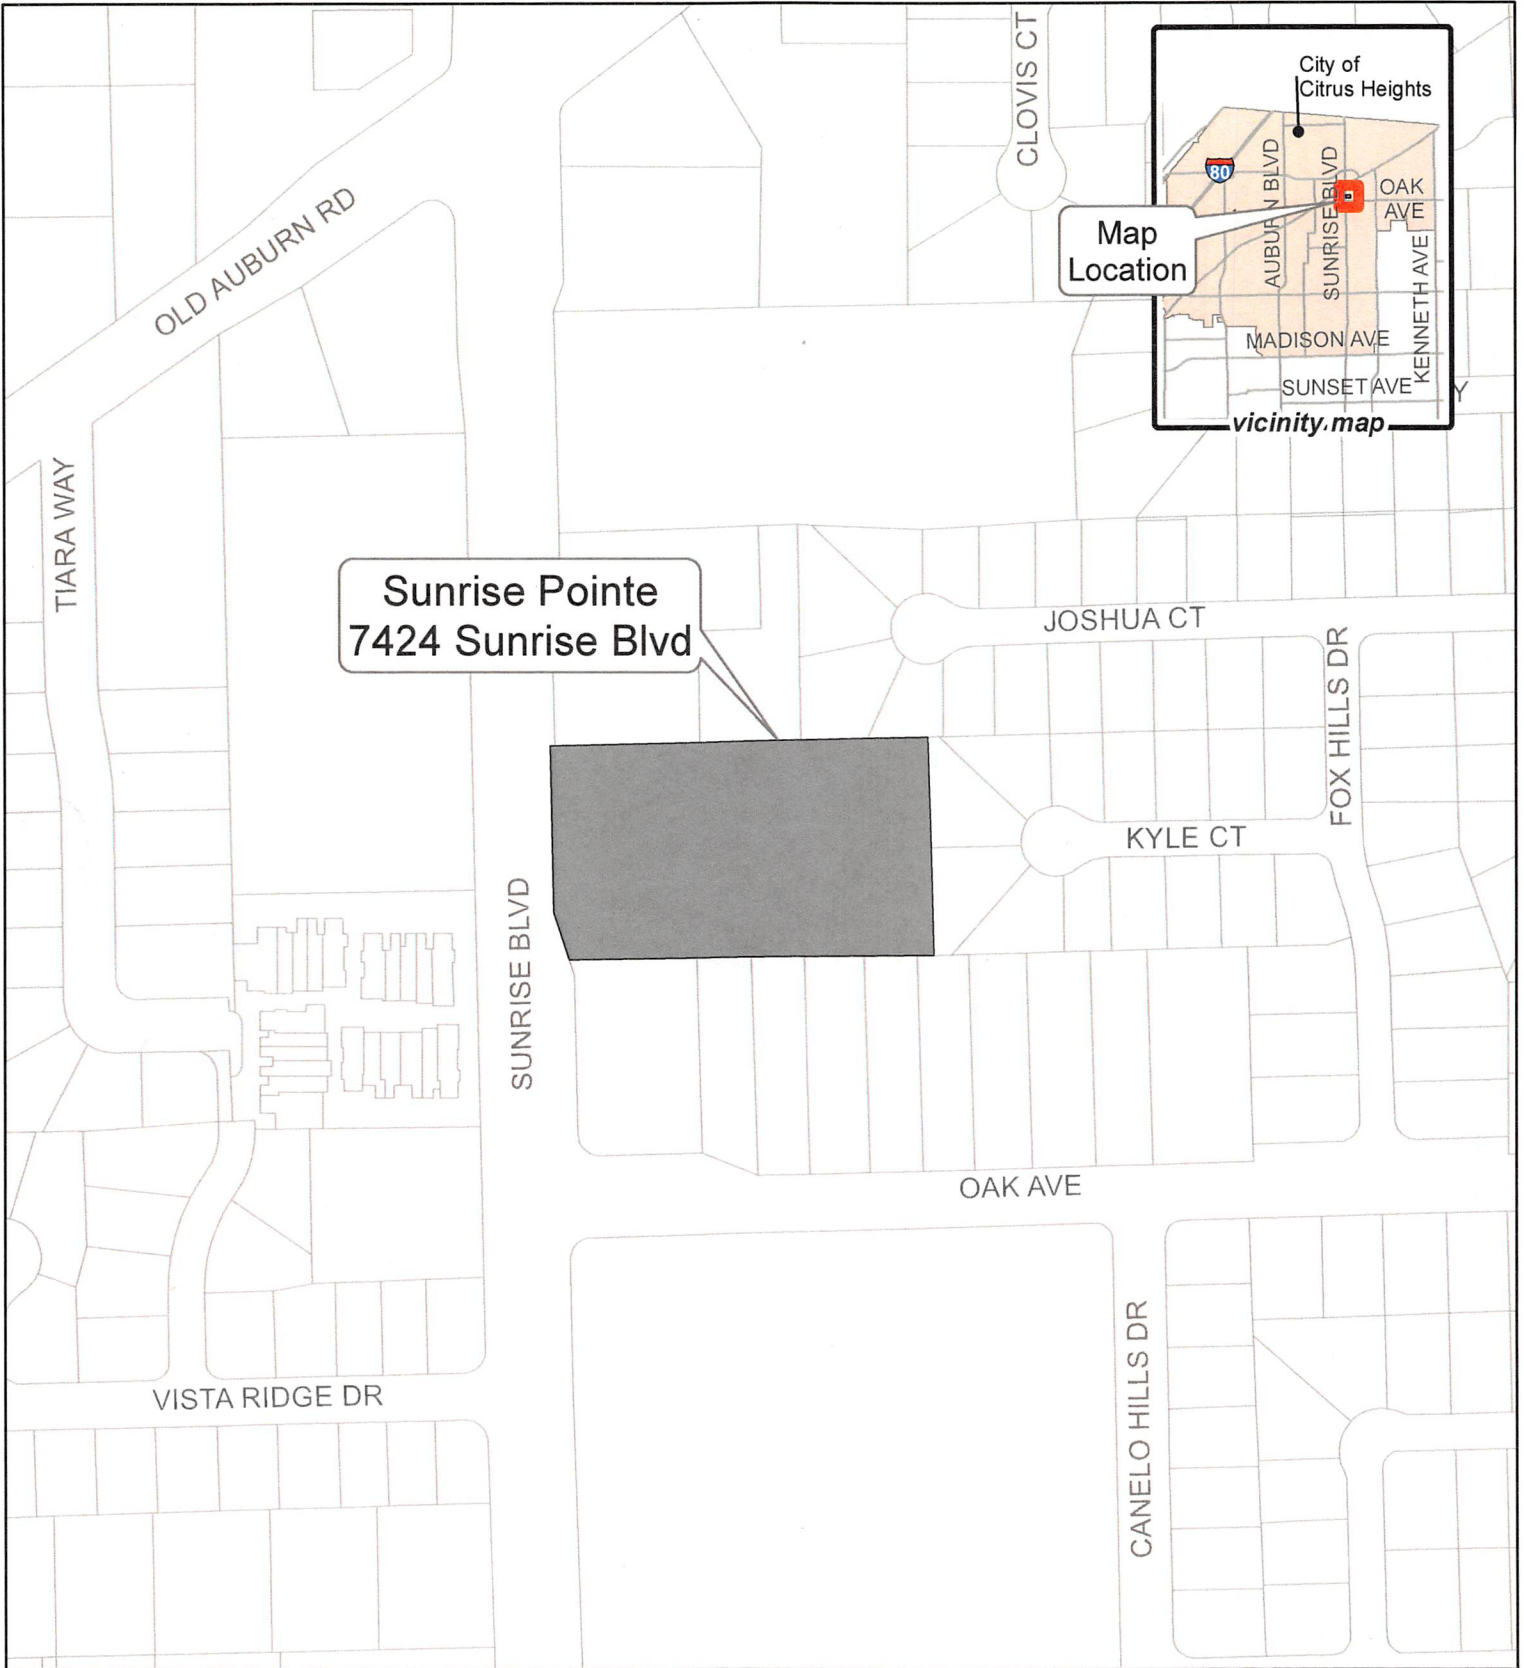 CLOVIS CT
City of
Citrus Heights
80
AUBURN BLVD
SUNRISE BLVD
OAK
AVE
Map
Location
KENNETH AVE
MADISON AVE
SUNSET AVE
Y
vicinity map
OLD AUBURN RD
TIARA WAY
Sunrise Pointe
7424 Sunrise Blvd
JOSHUA CT
FOX HILLS DR
KYLE CT
SUNRISE BLVD
OAK AVE
CANELO HILLS DR
VISTA RIDGE DR